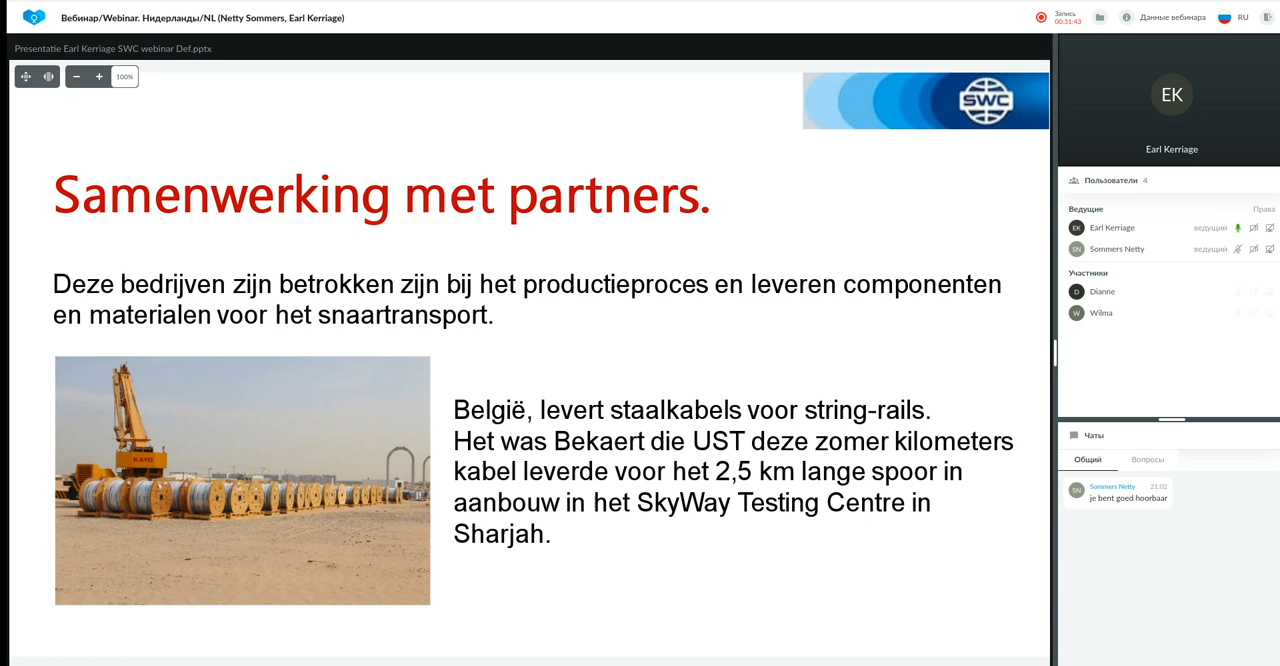 Вебинар/Webinar. Нидерланды/NL (Netty Sommers, Earl Kerriage)
Запись
00:31:43
Данные вебинара
RU
Presentatie Earl Kerriage SWC webinar Def.pptx
100%
SWC
Samenwerking met partners.
Deze bedrijven zijn betrokken zijn bij het productieproces en leveren componenten
en materialen voor het snaartransport.
KATO
België, levert staalkabels voor string-rails.
Het was Bekaert die UST deze zomer kilometers
kabel leverde voor het 2,5 km lange spoor in
aanbouw in het SkyWay Testing Centre in
Sharjah.
EK
Earl Kerriage
Пользователи 4
Ведущие Права
EK Earl Kerriage ведущий
SN Sommers Netty ведущий
Участники
D Dianne
W Wilma
Чаты
Общий Вопросы
SN Sommers Netty 21:02
je bent goed hoorbaar